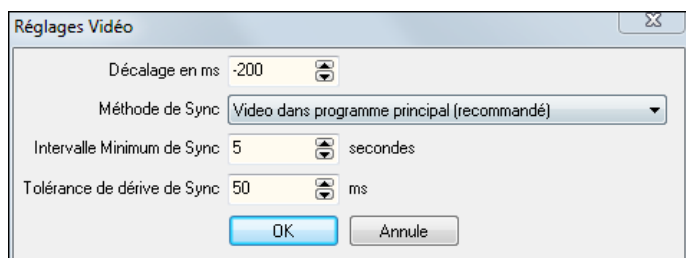 Réglages Vidéo
Décalage en ms -200
Méthode de Sync Video dans programme principal (recommandé)
Intervalle Minimum de Sync 5 secondes
Tolérance de dérive de Sync 50 ms
OK Annule